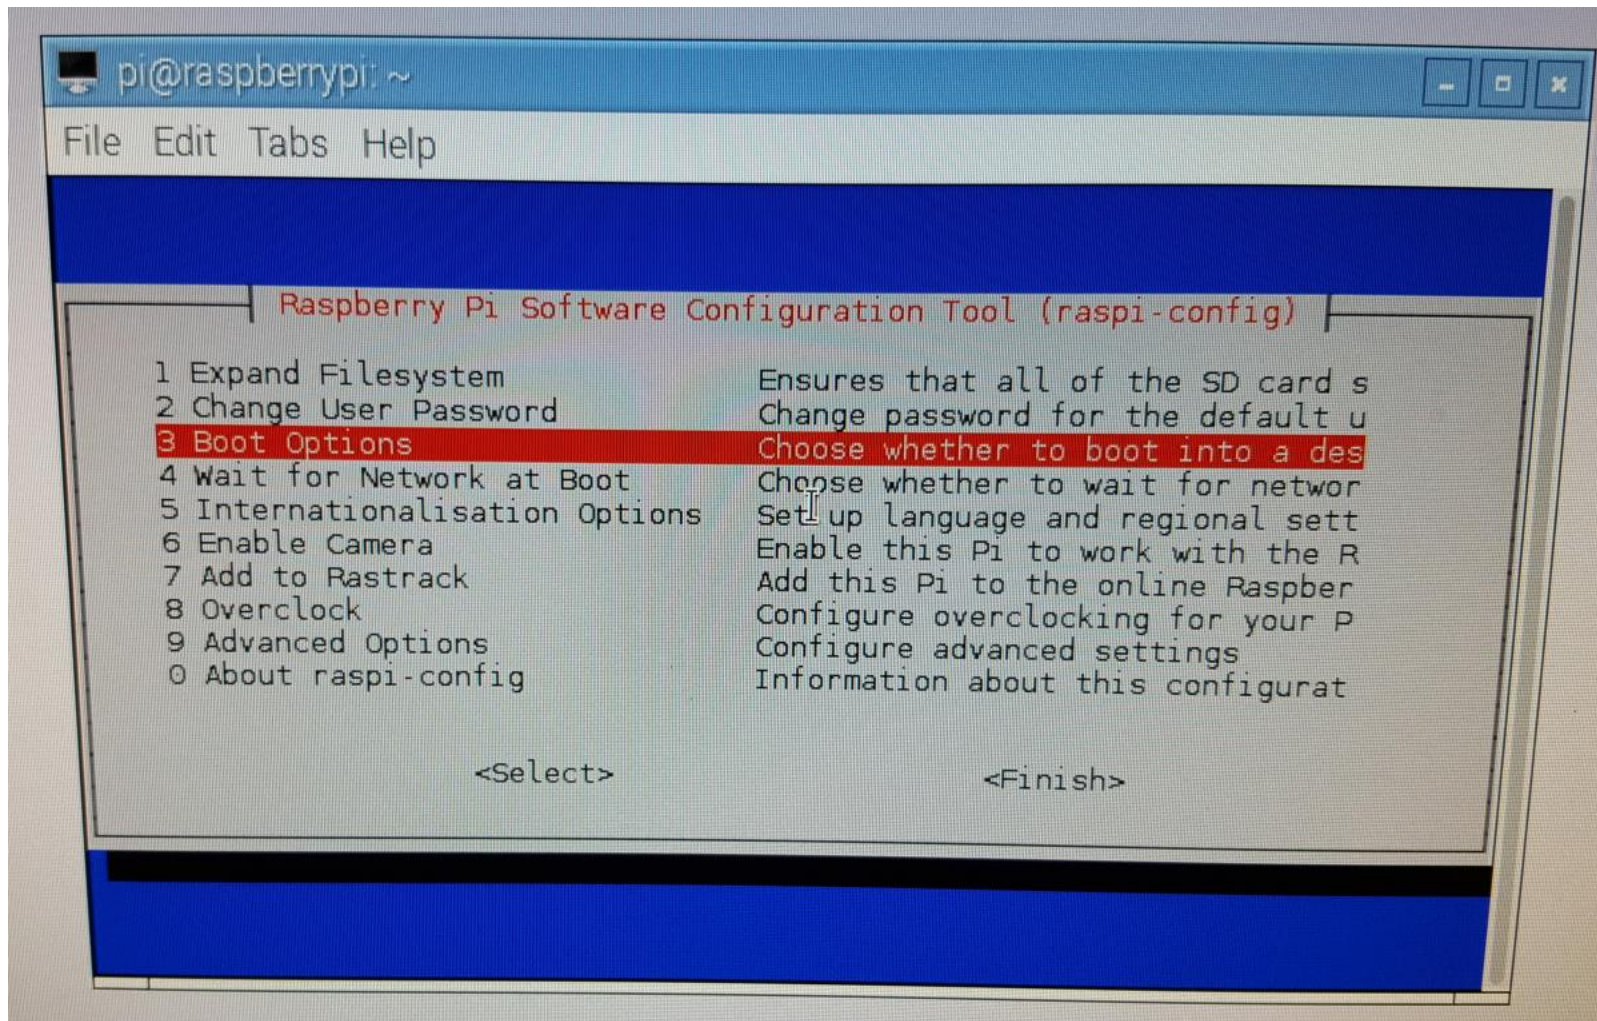 pi@raspberrypi: ~
File Edit Tabs Help
Raspberry Pi Software Configuration Tool (raspi-config)
1 Expand Filesystem Ensures that all of the SD card s
2 Change User Password Change password for the default u
3 Boot Options Choose whether to boot into a des
4 Wait for Network at Boot Choose whether to wait for networ
5 Internationalisation Options Set up language and regional sett
6 Enable Camera Enable this Pi to work with the R
7 Add to Rastrack Add this Pi to the online Raspber
8 Overclock Configure overclocking for your P
9 Advanced Options Configure advanced settings
0 About raspi-config Information about this configurat
<Select> <Finish>